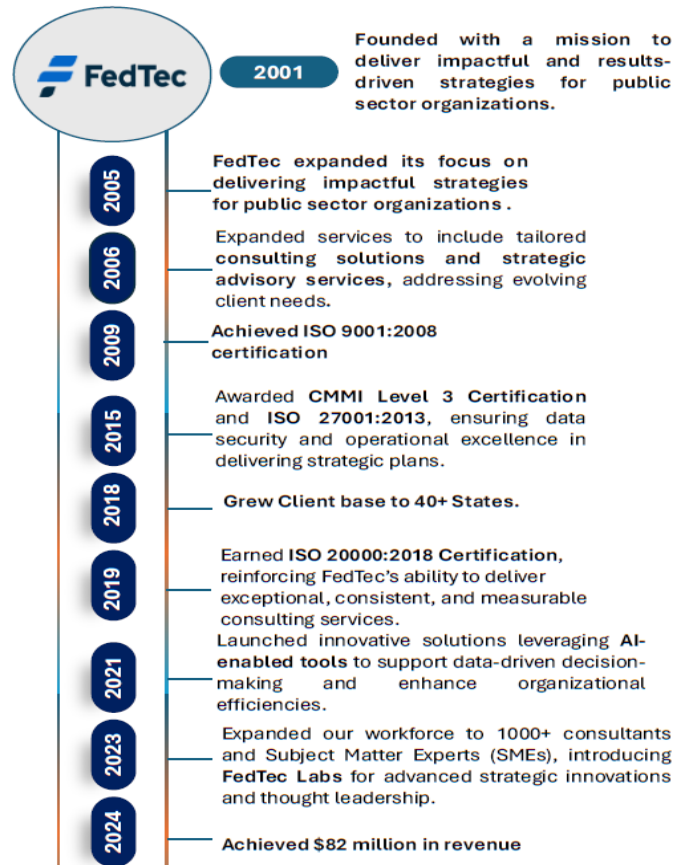 FedTec
2001
Founded with a mission to
deliver impactful and results-
driven strategies for public
sector organizations.
2005
FedTec expanded its focus on
delivering impactful strategies
for public sector organizations .
2006
Expanded services to include tailored
consulting solutions and strategic
advisory services, addressing evolving
client needs.
2009
Achieved ISO 9001:2008
certification
2015
Awarded CMMI Level 3 Certification
and ISO 27001:2013, ensuring data
security and operational excellence in
delivering strategic plans.
2018
Grew Client base to 40+ States.
2019
Earned ISO 20000:2018 Certification,
reinforcing FedTec’s ability to deliver
exceptional, consistent, and measurable
consulting services.
2021
Launched innovative solutions leveraging AI-
enabled tools to support data-driven decision-
making and enhance organizational
efficiencies.
2023
Expanded our workforce to 1000+ consultants
and Subject Matter Experts (SMEs), introducing
FedTec Labs for advanced strategic innovations
and thought leadership.
2024
Achieved $82 million in revenue